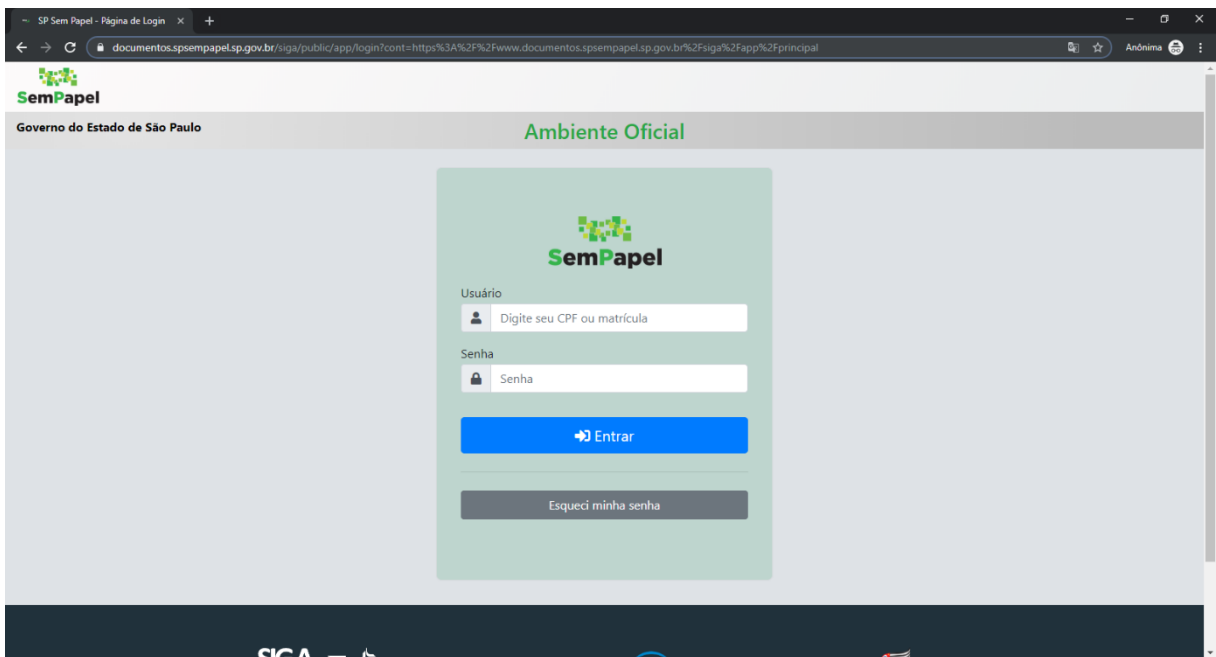 SP Sem Papel - Página de Login
documentos.spsempapel.sp.gov.br/siga/public/app/login?cont=https%3A%2F%2Fwww.documentos.spsempapel.sp.gov.br%2Fsiga%2Fapp%2Fprincipal
Anônima
SemPapel
Governo do Estado de São Paulo
Ambiente Oficial
SemPapel
Usuário
Digite seu CPF ou matrícula
Senha
Senha
Entrar
Esqueci minha senha
SIGA